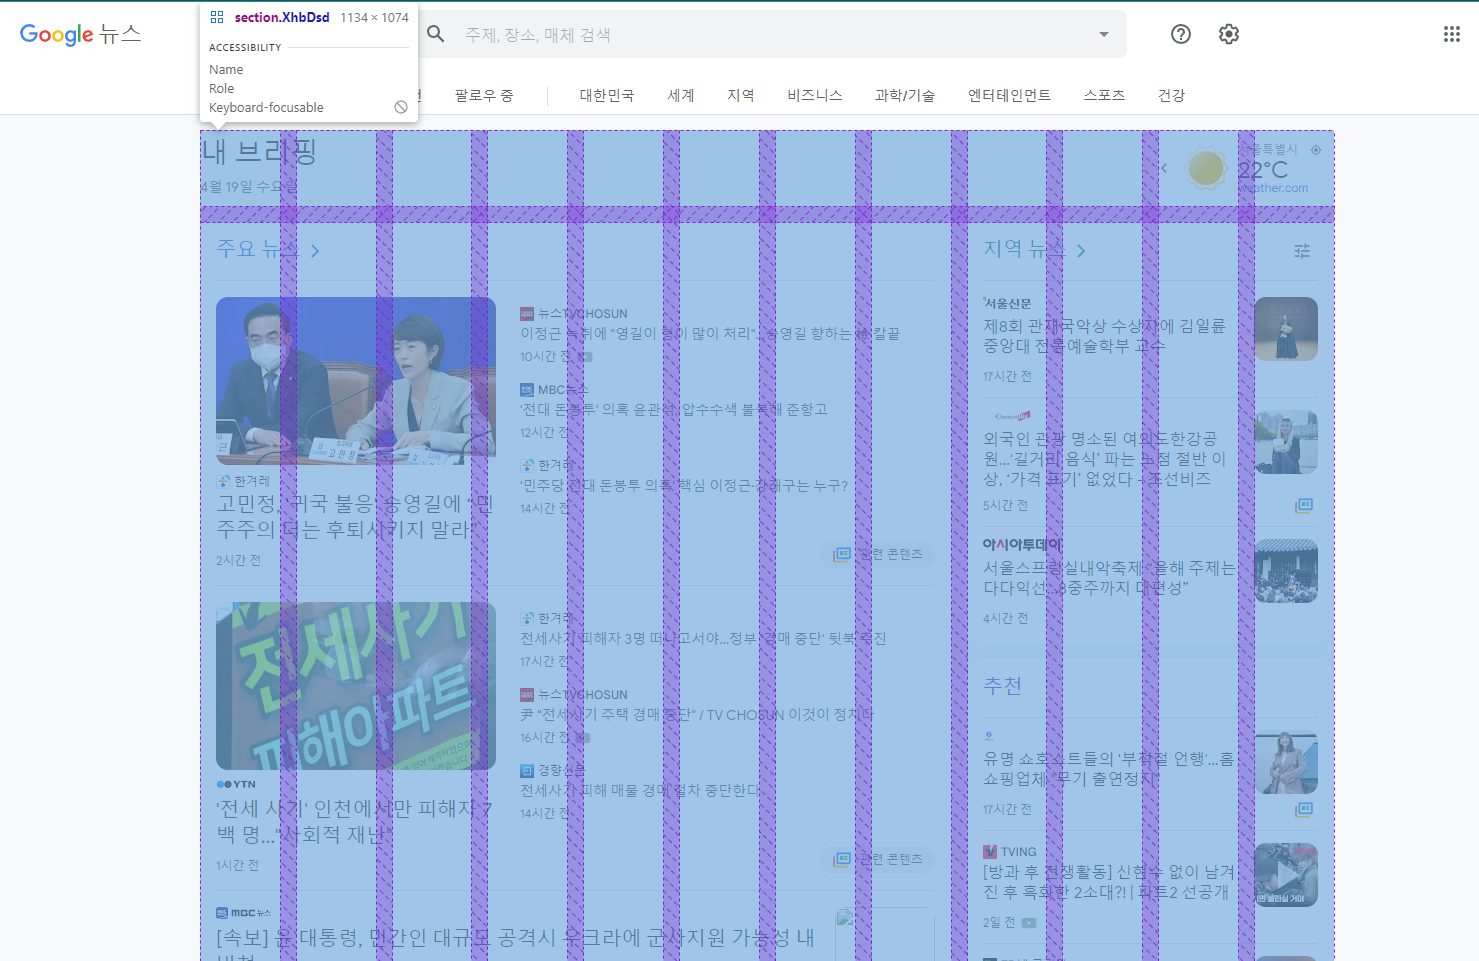 section.XhbDsd 1134 × 1074
ACCESSIBILITY
Name
Role
Keyboard-focusable
Google 뉴스
주제, 장소, 매체 검색
팔로우 중
대한민국
세계
지역
비즈니스
과학/기술
엔터테인먼트
스포츠
건강
내 브리핑
4월 19일 수요일
서울특별시
22°C
weather.com
주요 뉴스
한겨레
고민정, '귀국 불응' 송영길에 “민
주주의 더는 후퇴시키지 말라”
2시간 전
뉴스TVCHOSUN
이정근 녹취에 "영길이 형이 많이 처리"…송영길 향하는 檢 칼끝
10시간 전
MBC뉴스
'전대 돈봉투' 의혹 윤관석, 압수수색 불복해 준항고
12시간 전
한겨레
'민주당 전대 돈봉투 의혹' 핵심 이정근·강래구는 누구?
14시간 전
관련 콘텐츠
전세사기
피해아파트
YTN
'전세 사기' 인천에서만 피해자 7
백 명..."사회적 재난"
1시간 전
한겨레
전세사기 피해자 3명 떠나고서야…정부 '경매 중단' 뒷북 추진
17시간 전
뉴스TVCHOSUN
尹 "전세사기 주택 경매 중단" / TV CHOSUN 이것이 정치다
16시간 전
경향신문
전세사기 피해 매물 경매 절차 중단한다
14시간 전
관련 콘텐츠
MBC 뉴스
[속보] 윤 대통령, 민간인 대규모 공격시 우크라에 군사지원 가능성 내
지역 뉴스
서울신문
제8회 관재국악상 수상자에 김일륜
중앙대 전통예술학부 교수
17시간 전
외국인 관광 명소된 여의도한강공
원…‘길거리 음식’ 파는 노점 절반 이
상, ‘가격 표기’ 없었다 - 조선비즈
5시간 전
아시아투데이
서울스프링실내악축제 “올해 주제는
다다익선…8중주까지 대편성”
4시간 전
추천
유명 쇼호스트들의 '부적절 언행'…홈
쇼핑업체 "무기 출연정지"
17시간 전
TVING
[방과 후 전쟁활동] 신현수 없이 남겨
진 후 흑화한 2소대?! | 파트2 선공개
2일 전